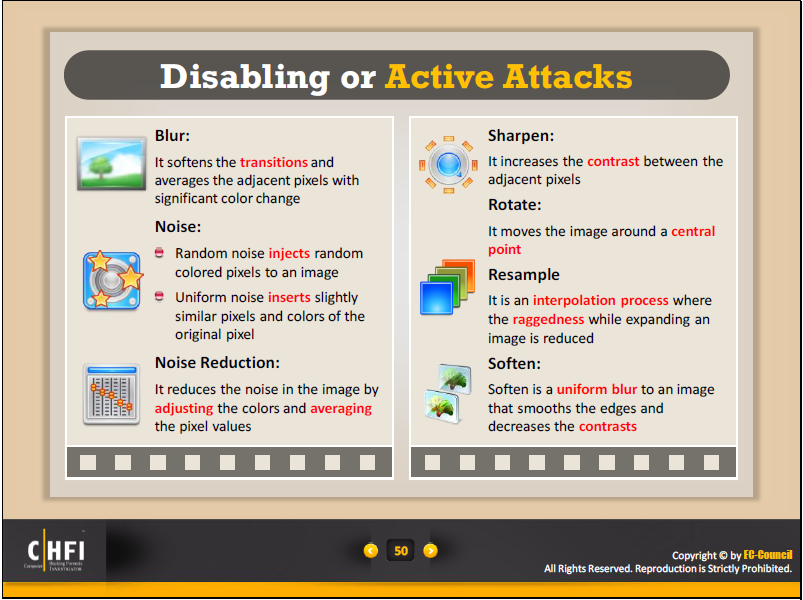 Disabling or Active Attacks
Blur:
It softens the transitions and
averages the adjacent pixels with
significant color change
Noise:
Random noise injects random
colored pixels to an image
Uniform noise inserts slightly
similar pixels and colors of the
original pixel
Noise Reduction:
It reduces the noise in the image by
adjusting the colors and averaging
the pixel values
Sharpen:
It increases the contrast between the
adjacent pixels
Rotate:
It moves the image around a central
point
Resample
It is an interpolation process where
the raggedness while expanding an
image is reduced
Soften:
Soften is a uniform blur to an image
that smooths the edges and
decreases the contrasts
CHFI
Computer Hacking Forensic
INVESTIGATOR
50
Copyright © by EC-Council
All Rights Reserved. Reproduction is Strictly Prohibited.